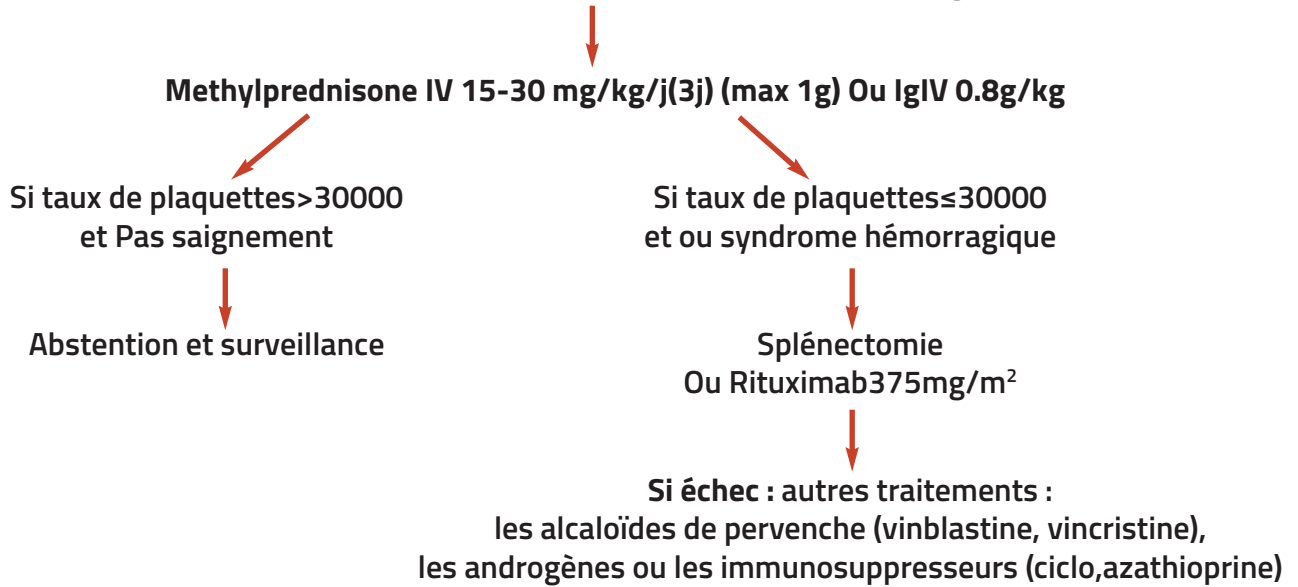 Methylprednisone IV 15-30 mg/kg/j(3j) (max 1g) Ou IgIV 0.8g/kg
Si taux de plaquettes>30000
et Pas saignement
Abstention et surveillance
Si taux de plaquettes≤30000
et ou syndrome hémorragique
Splénectomie
Ou Rituximab375mg/m²
Si échec : autres traitements :
les alcaloïdes de pervenche (vinblastine, vincristine),
les androgènes ou les immunosuppresseurs (ciclo,azathioprine)